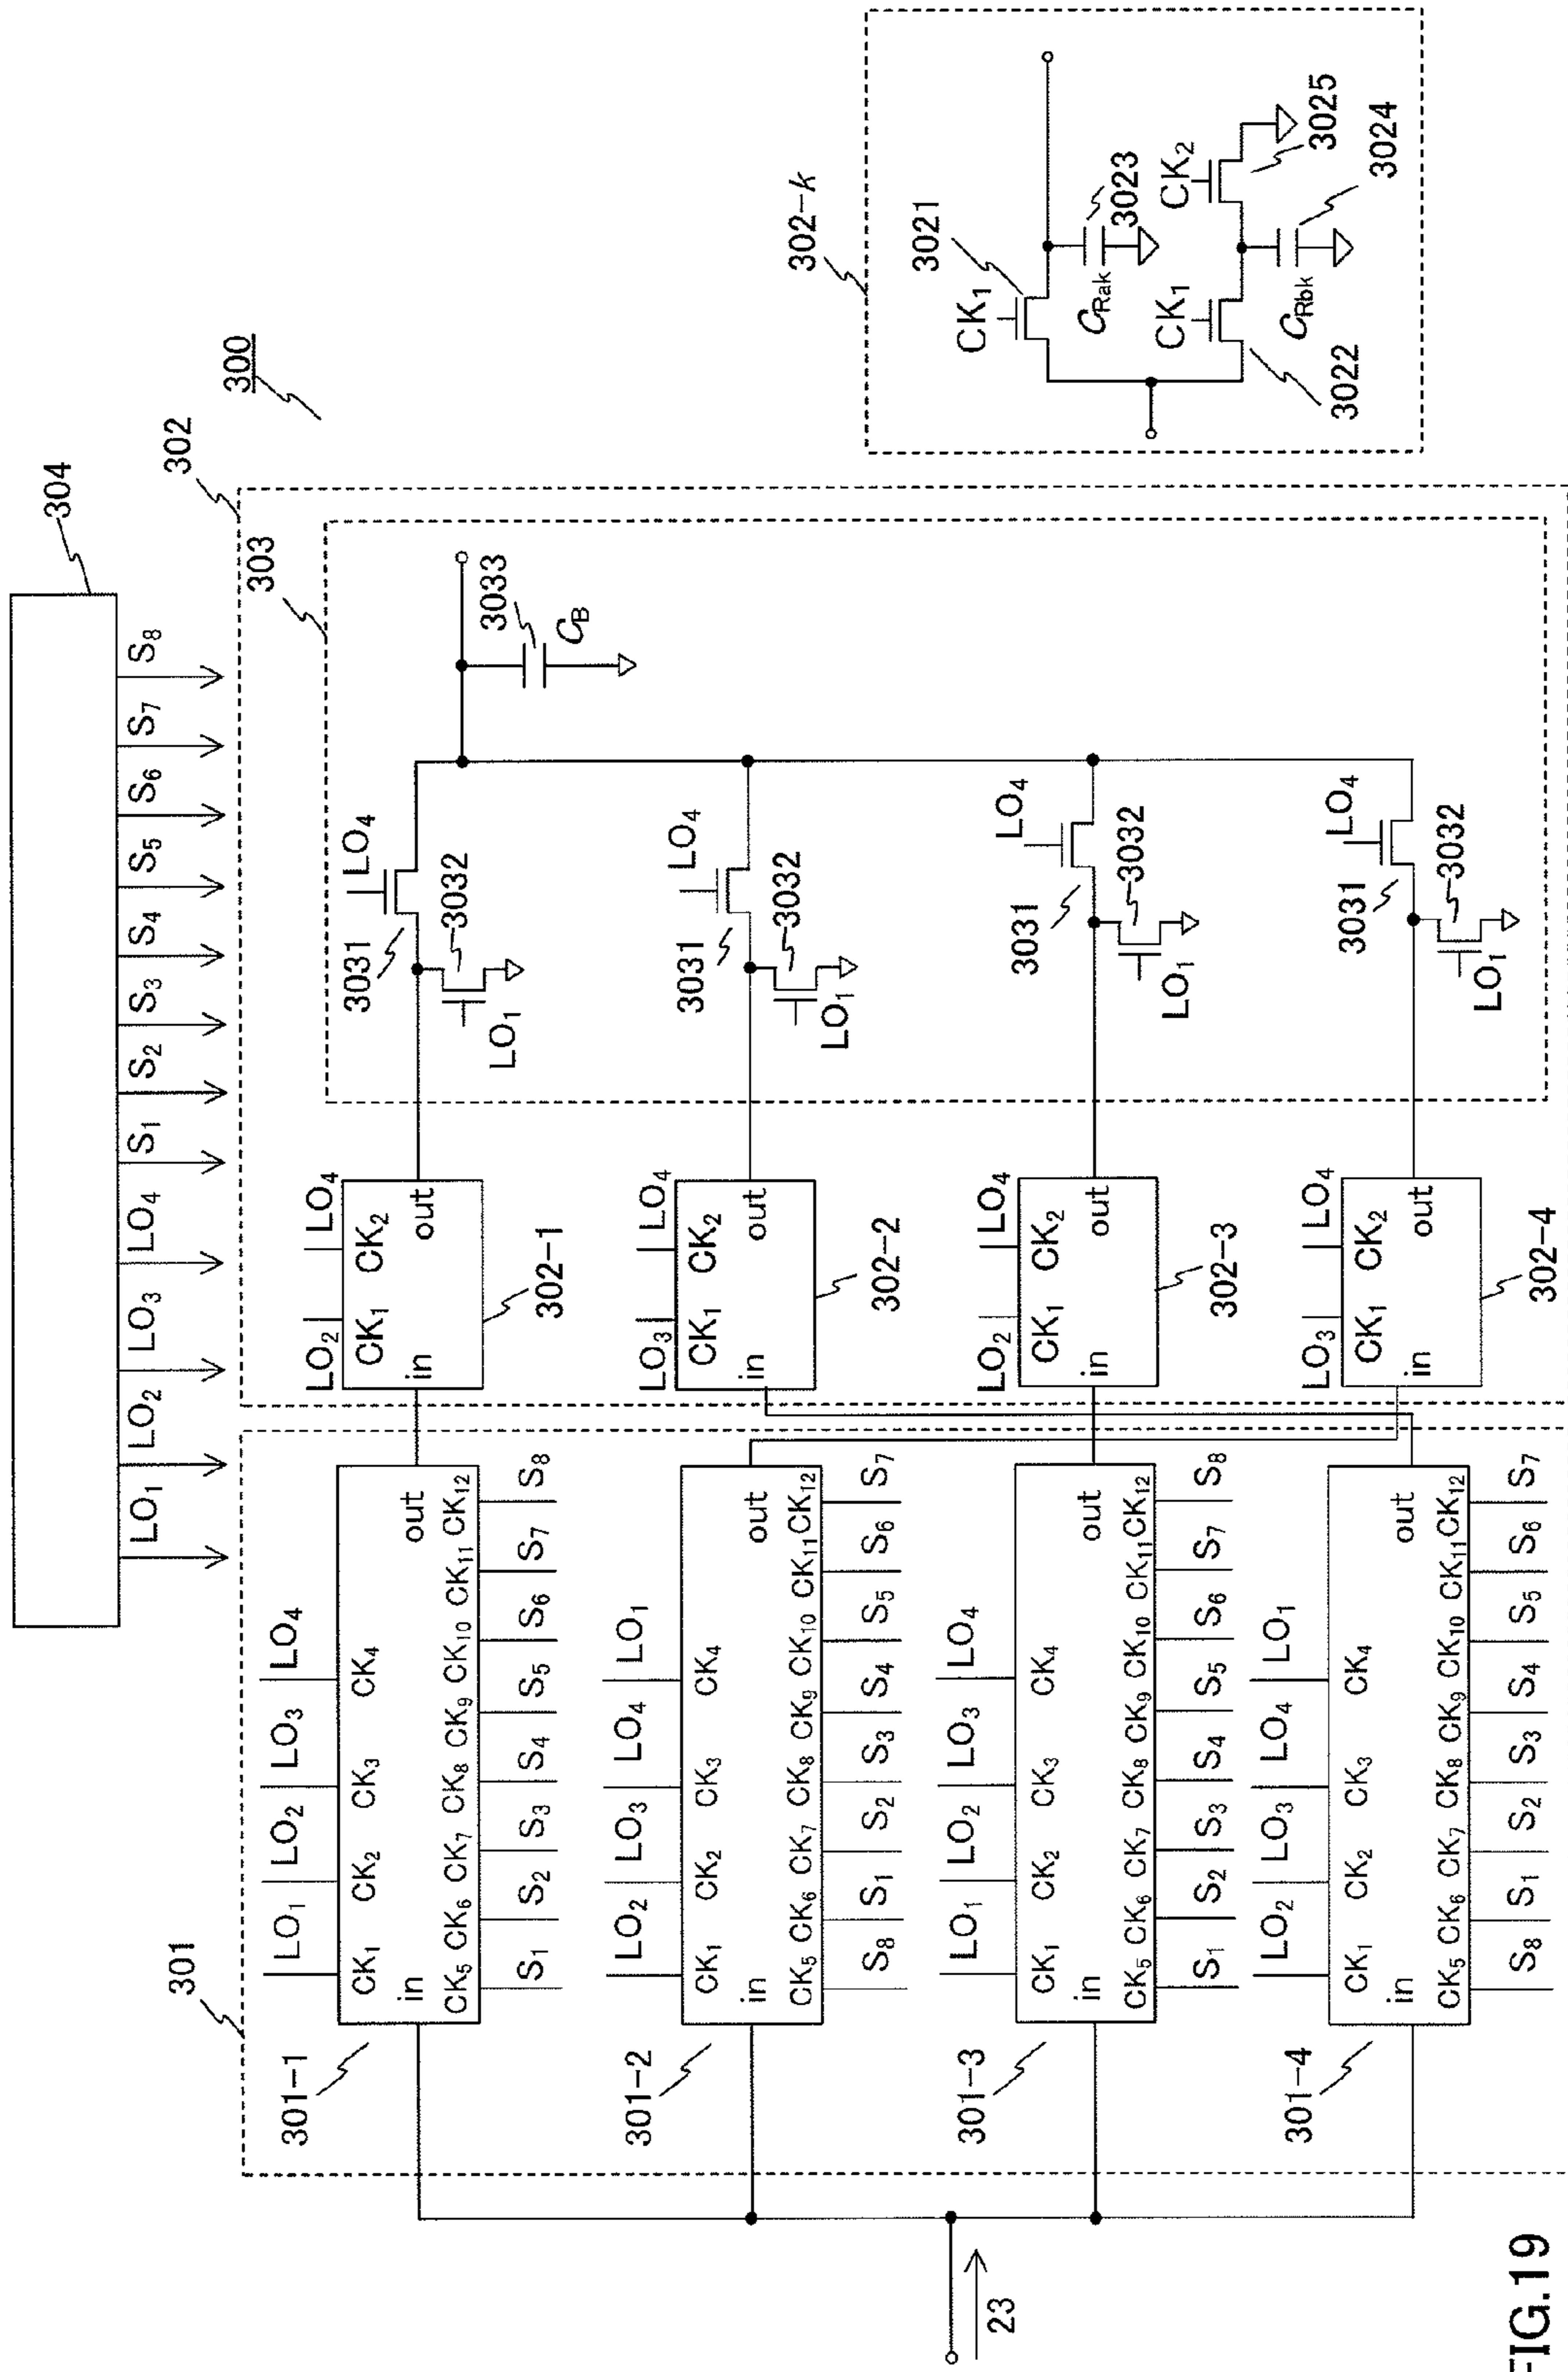 FIG.19
300
304
LO1 LO2 LO3 LO4 S1 S2 S3 S4 S5 S6 S7 S8
301
302
303
23
301-1
LO1 LO2 LO3 LO4
CK1 CK2 CK3 CK4
in out
CK5 CK6 CK7 CK8 CK9 CK10 CK11 CK12
S1 S2 S3 S4 S5 S6 S7 S8
LO2 LO4
CK1 CK2
in out
302-1
LO4
3031
3032
LO1
3033
CB
301-2
LO2 LO3 LO4 LO1
CK1 CK2 CK3 CK4
in out
CK5 CK6 CK7 CK8 CK9 CK10 CK11 CK12
S8 S1 S2 S3 S4 S5 S6 S7
LO3 LO4
CK1 CK2
in out
302-2
LO4
3031
3032
LO1
301-3
LO1 LO2 LO3 LO4
CK1 CK2 CK3 CK4
in out
CK5 CK6 CK7 CK8 CK9 CK10 CK11 CK12
S1 S2 S3 S4 S5 S6 S7 S8
LO2 LO4
CK1 CK2
in out
302-3
LO4
3031
3032
LO1
301-4
LO2 LO3 LO4 LO1
CK1 CK2 CK3 CK4
in out
CK5 CK6 CK7 CK8 CK9 CK10 CK11 CK12
S8 S1 S2 S3 S4 S5 S6 S7
LO3 LO4
CK1 CK2
in out
302-4
LO4
3031
3032
LO1
302-k
CK1
3021
CRak
3023
CK1
3022
CRbk
CK2
3025
3024